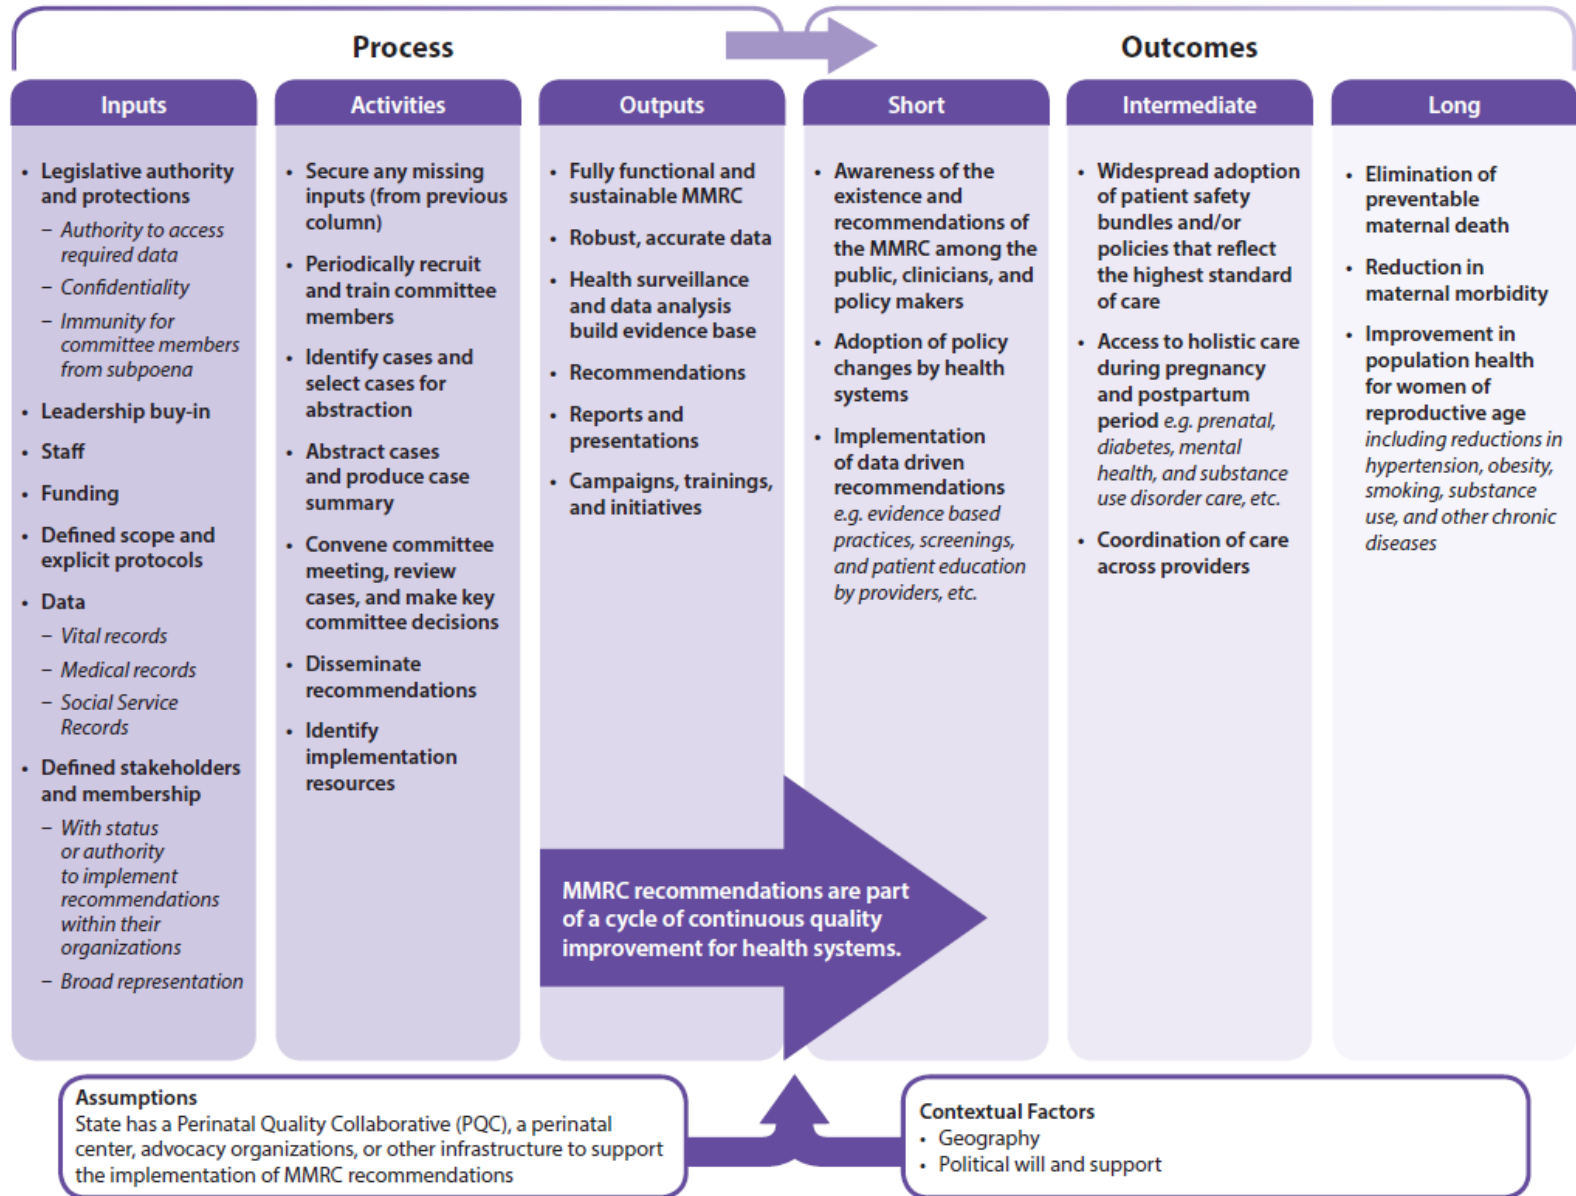 Process
Outcomes
Inputs
• Legislative authority
and protections
– Authority to access
required data
– Confidentiality
– Immunity for
committee members
from subpoena
• Leadership buy-in
• Staff
• Funding
• Defined scope and
explicit protocols
• Data
– Vital records
– Medical records
– Social Service
Records
• Defined stakeholders
and membership
– With status
or authority
to implement
recommendations
within their
organizations
– Broad representation
Activities
• Secure any missing
inputs (from previous
column)
• Periodically recruit
and train committee
members
• Identify cases and
select cases for
abstraction
• Abstract cases
and produce case
summary
• Convene committee
meeting, review
cases, and make key
committee decisions
• Disseminate
recommendations
• Identify
implementation
resources
Outputs
• Fully functional and
sustainable MMRC
• Robust, accurate data
• Health surveillance
and data analysis
build evidence base
• Recommendations
• Reports and
presentations
• Campaigns, trainings,
and initiatives
Short
• Awareness of the
existence and
recommendations of
the MMRC among the
public, clinicians, and
policy makers
• Adoption of policy
changes by health
systems
• Implementation
of data driven
recommendations
e.g. evidence based
practices, screenings,
and patient education
by providers, etc.
Intermediate
• Widespread adoption
of patient safety
bundles and/or
policies that reflect
the highest standard
of care
• Access to holistic care
during pregnancy
and postpartum
period e.g. prenatal,
diabetes, mental
health, and substance
use disorder care, etc.
• Coordination of care
across providers
Long
• Elimination of
preventable
maternal death
• Reduction in
maternal morbidity
• Improvement in
population health
for women of
reproductive age
including reductions in
hypertension, obesity,
smoking, substance
use, and other chronic
diseases
MMRC recommendations are part
of a cycle of continuous quality
improvement for health systems.
Assumptions
State has a Perinatal Quality Collaborative (PQC), a perinatal
center, advocacy organizations, or other infrastructure to support
the implementation of MMRC recommendations
Contextual Factors
• Geography
• Political will and support